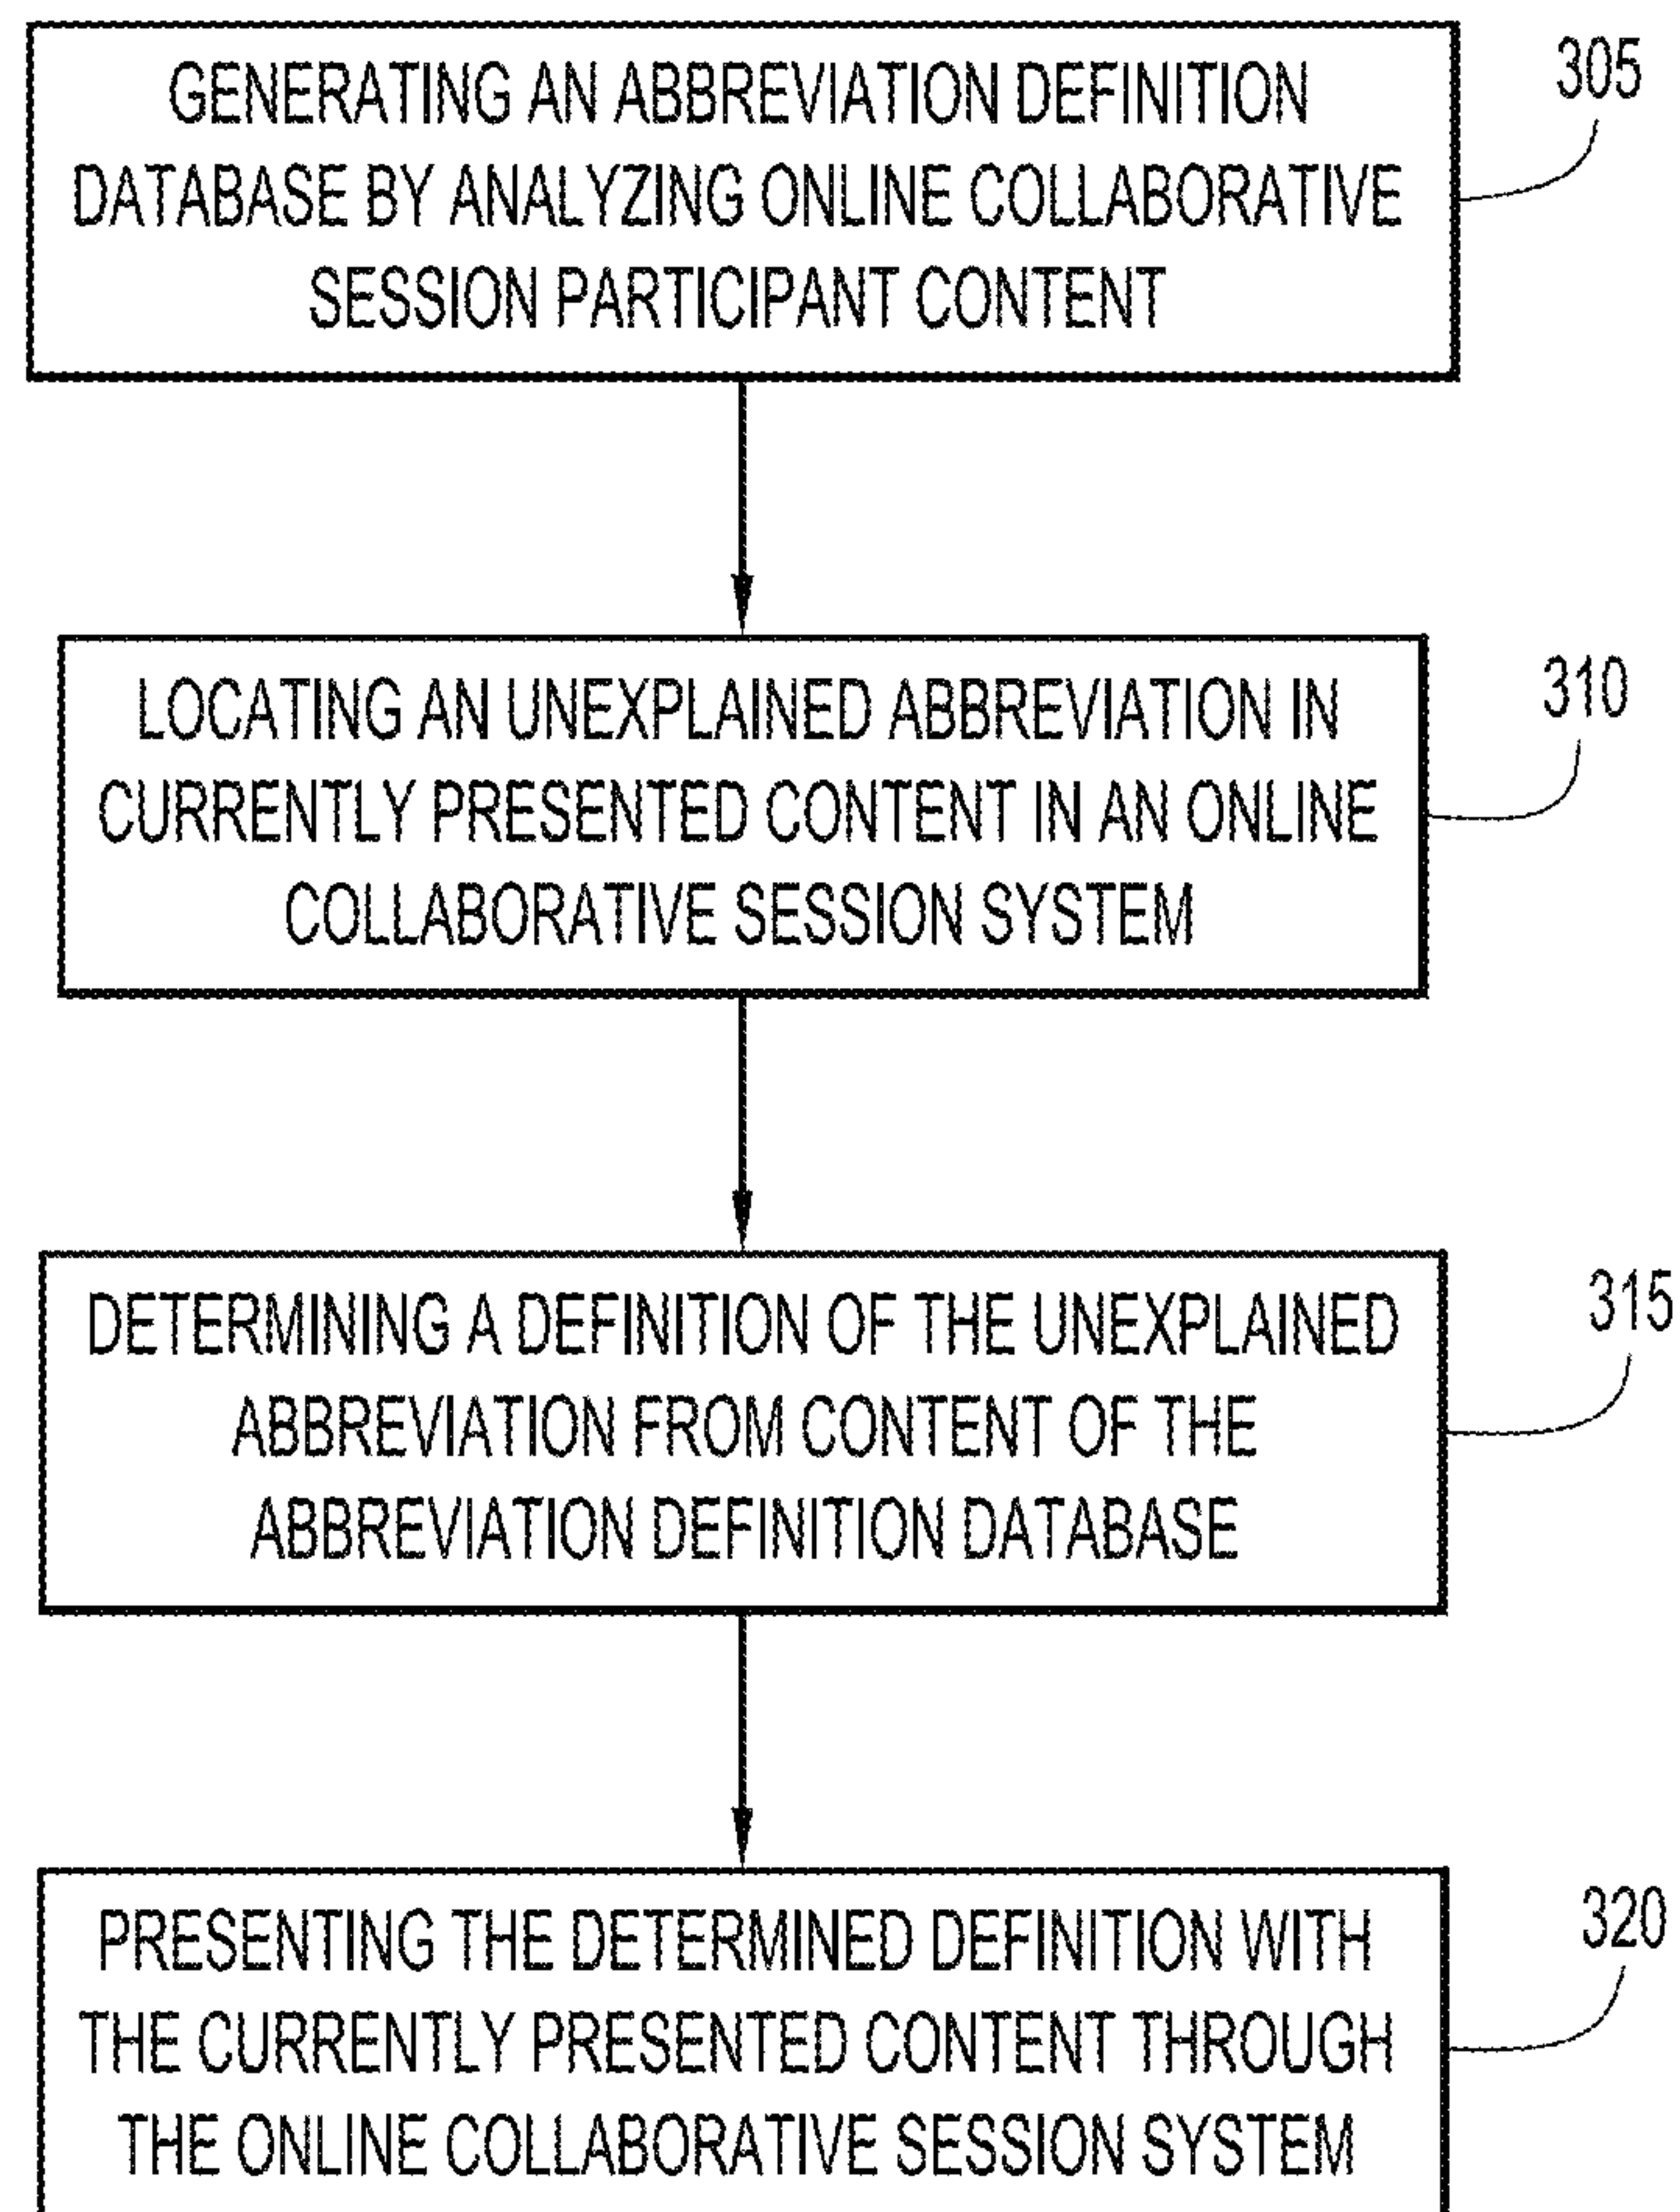 GENERATING AN ABBREVIATION DEFINITION
DATABASE BY ANALYZING ONLINE COLLABORATIVE
SESSION PARTICIPANT CONTENT
305
LOCATING AN UNEXPLAINED ABBREVIATION IN
CURRENTLY PRESENTED CONTENT IN AN ONLINE
COLLABORATIVE SESSION SYSTEM
310
DETERMINING A DEFINITION OF THE UNEXPLAINED
ABBREVIATION FROM CONTENT OF THE
ABBREVIATION DEFINITION DATABASE
315
PRESENTING THE DETERMINED DEFINITION WITH
THE CURRENTLY PRESENTED CONTENT THROUGH
THE ONLINE COLLABORATIVE SESSION SYSTEM
320